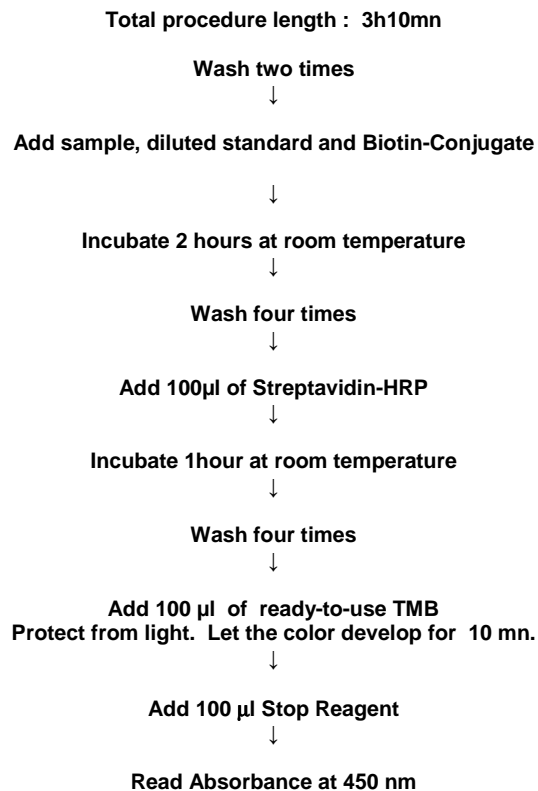 Total procedure length :  3h10mn
Wash two times
↓
Add sample, diluted standard and Biotin-Conjugate
↓
Incubate 2 hours at room temperature
↓
Wash four times
↓
Add 100µl of Streptavidin-HRP
↓
Incubate 1hour at room temperature
↓
Wash four times
↓
Add 100 µl  of  ready-to-use TMB
Protect from light.  Let the color develop for  10 mn.
↓
Add 100 µl Stop Reagent
↓
Read Absorbance at 450 nm